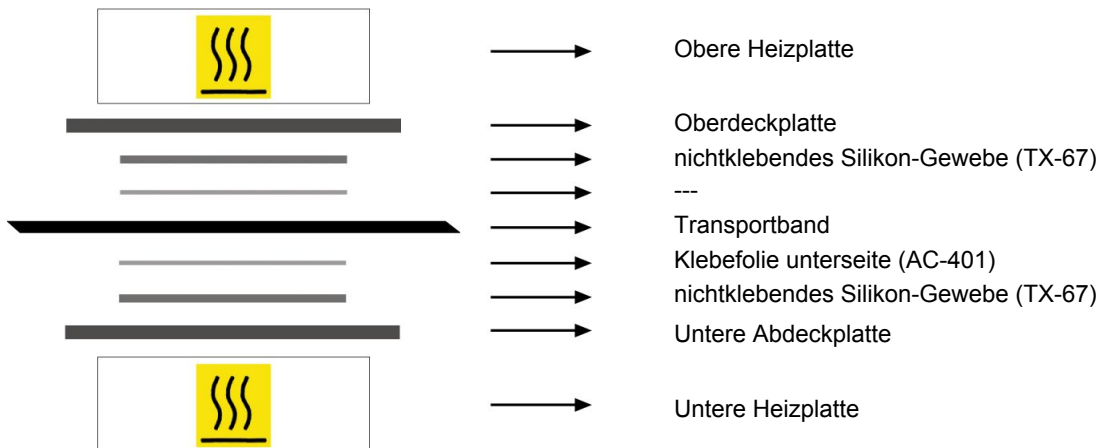 Obere Heizplatte
Oberdeckplatte
nichtklebendes Silikon-Gewebe (TX-67)
---
Transportband
Klebefolie unterseite (AC-401)
nichtklebendes Silikon-Gewebe (TX-67)
Untere Abdeckplatte
Untere Heizplatte